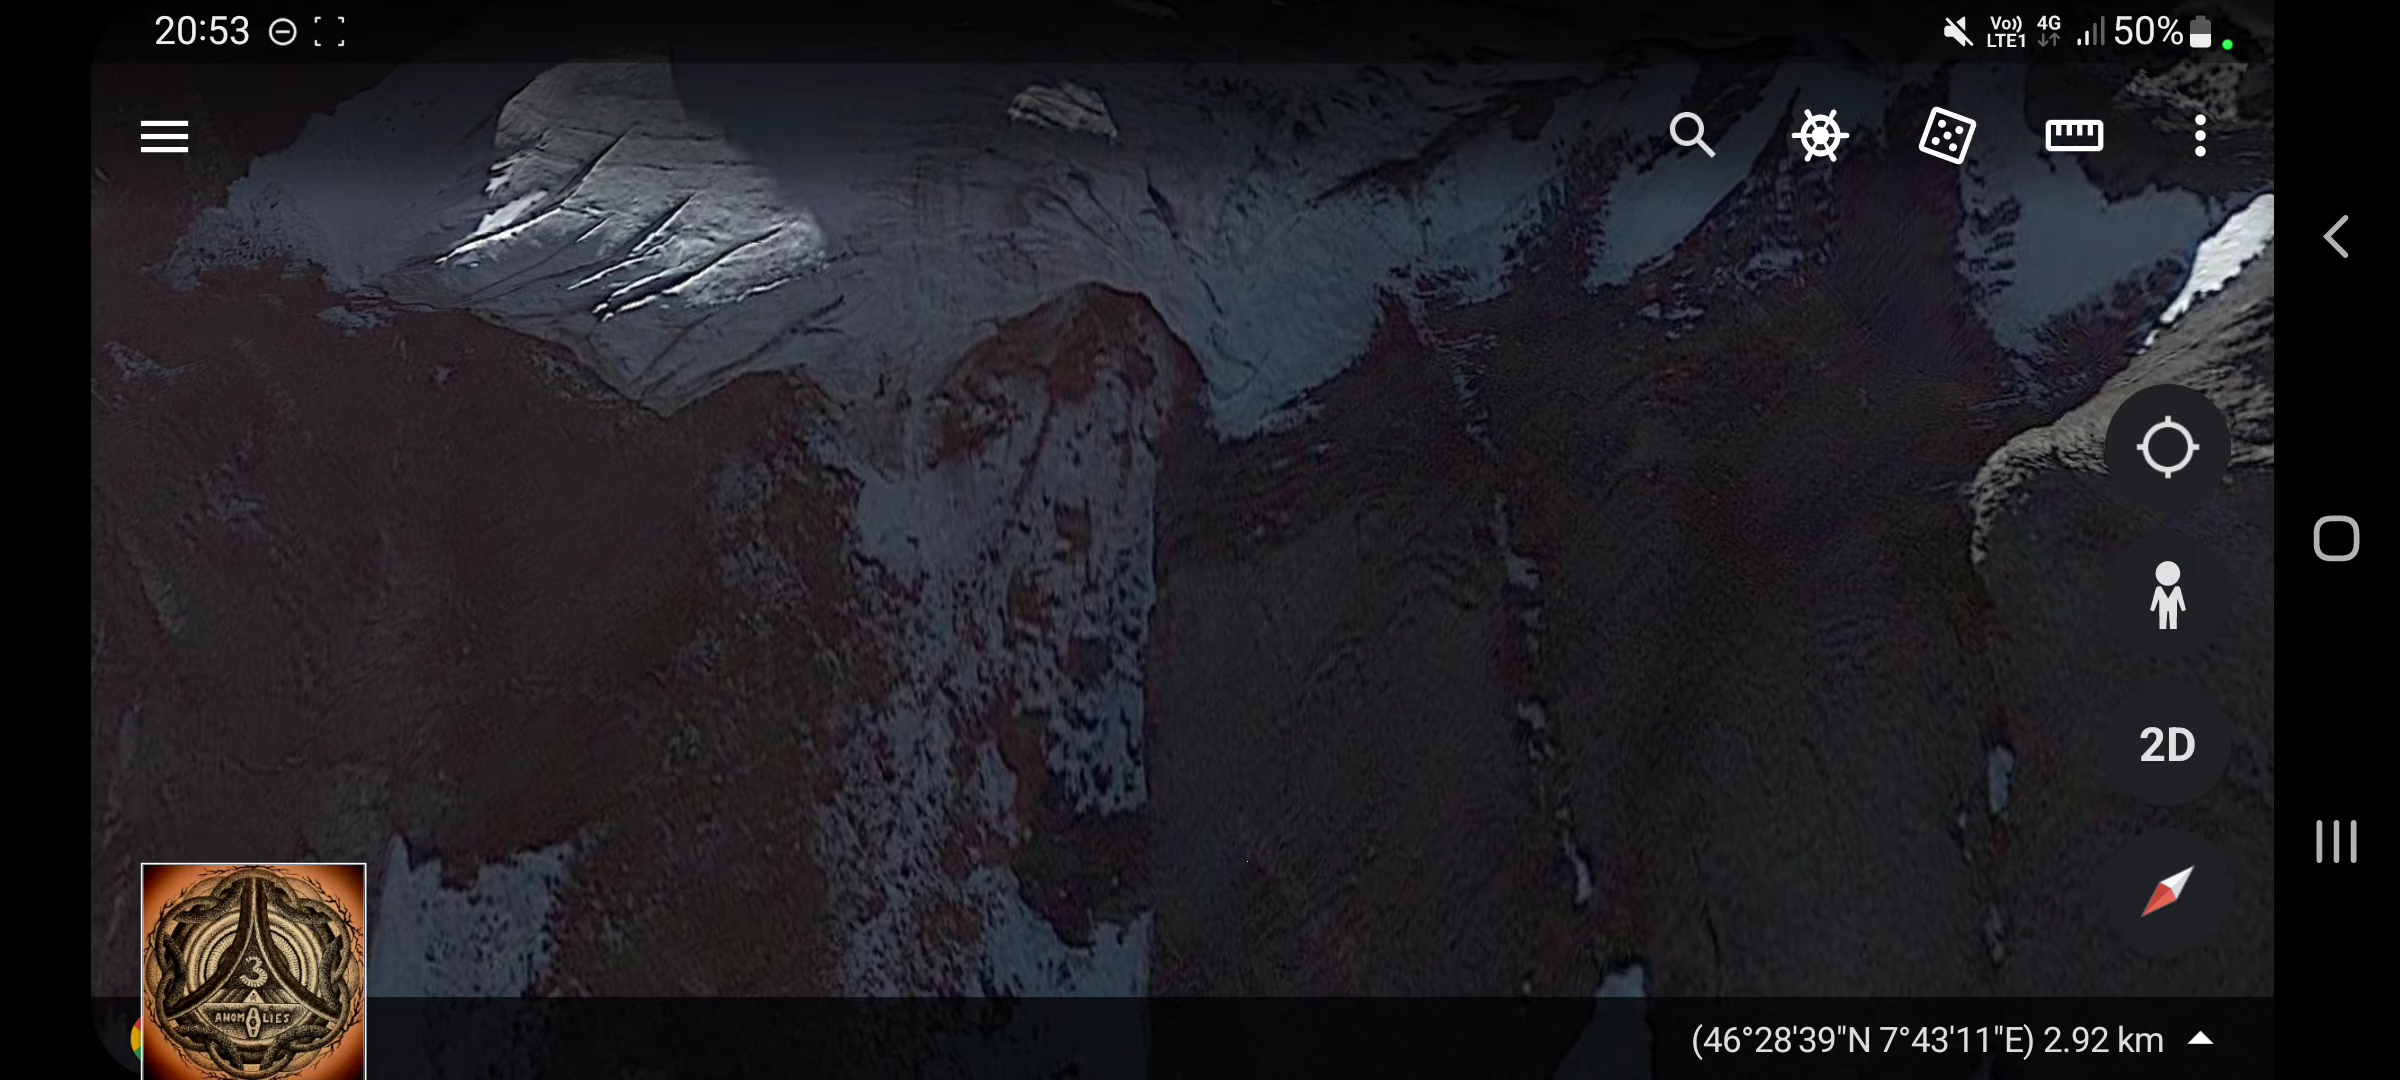 20:53 Vo)) LTE1 4G 50%
3
ANOMALIES
2D
(46°28'39"N 7°43'11"E) 2.92 km